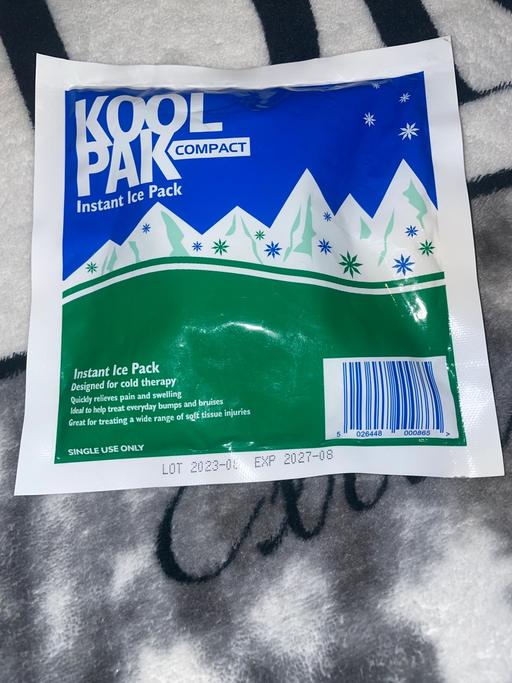 KOOL
PAK COMPACT
Instant Ice Pack
Instant Ice Pack
Designed for cold therapy
Quickly relieves pain and swelling
Ideal to help treat everyday bumps and bruises
Great for treating a wide range of soft tissue injuries
5 026448 000865 >
SINGLE USE ONLY
LOT EXP 2027-08